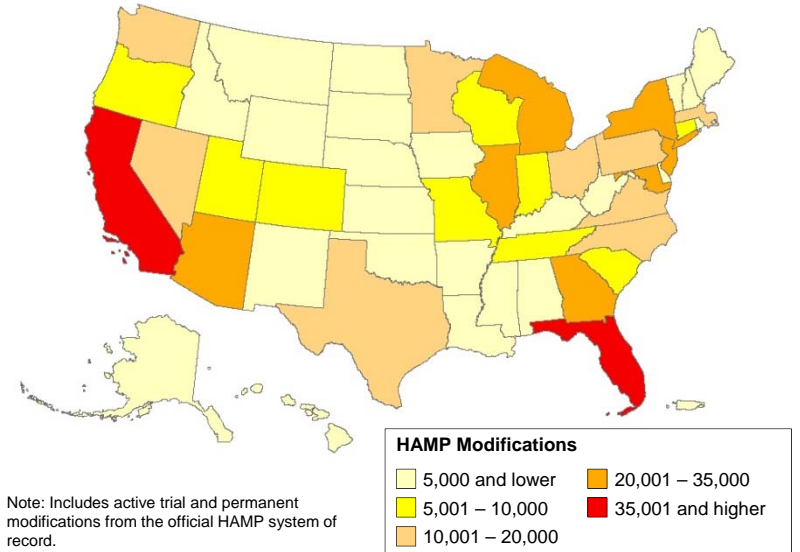 HAMP Modifications
5,000 and lower
5,001 – 10,000
10,001 – 20,000
20,001 – 35,000
35,001 and higher
Note: Includes active trial and permanent
modifications from the official HAMP system of
record.